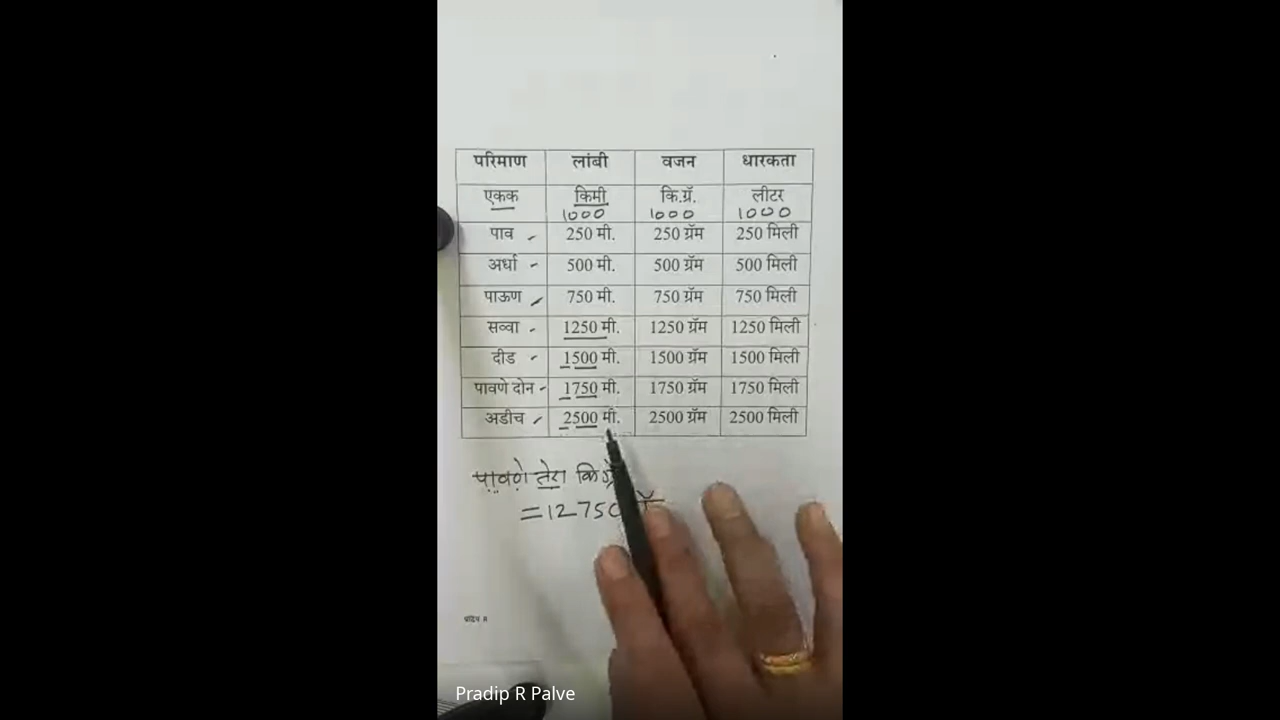 परिमाण लांबी वजन धारकता
एकक किमी कि.ग्रॅ. लीटर
1000 1000 1000
पाव 250 मी. 250 ग्रॅम 250 मिली
अर्धा 500 मी. 500 ग्रॅम 500 मिली
पाऊण 750 मी. 750 ग्रॅम 750 मिली
सव्वा 1250 मी. 1250 ग्रॅम 1250 मिली
दीड 1500 मी. 1500 ग्रॅम 1500 मिली
पावणे दोन 1750 मी. 1750 ग्रॅम 1750 मिली
अडीच 2500 मी. 2500 ग्रॅम 2500 मिली
पावणे तेरा कि
=12750
Pradip R Palve